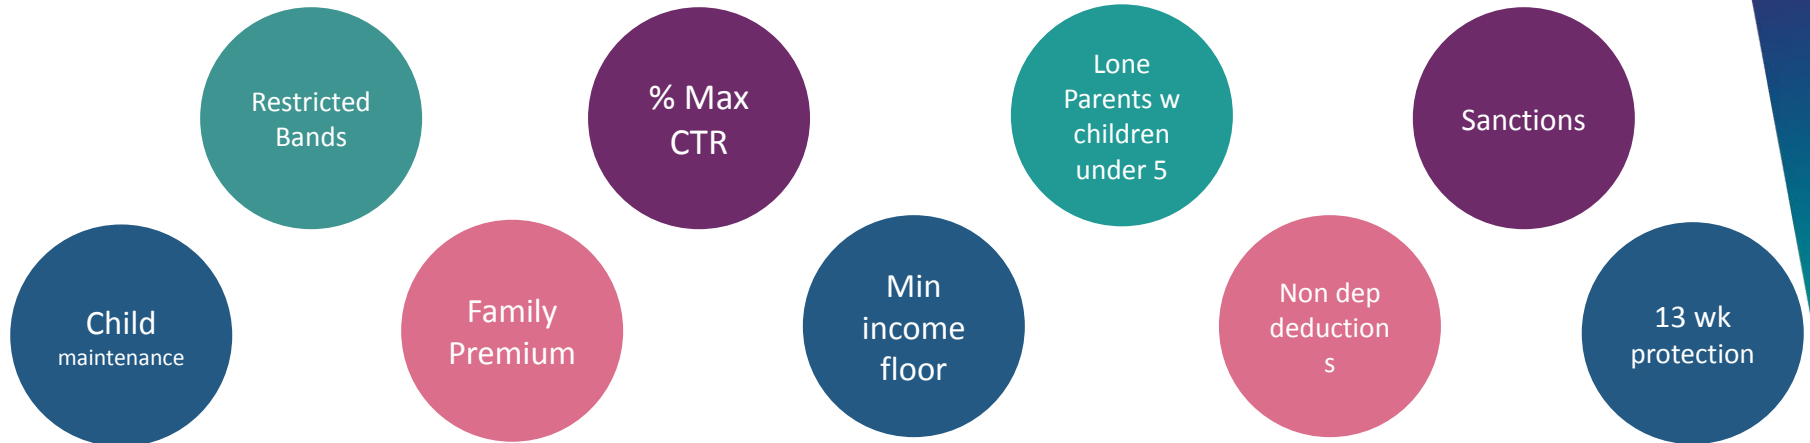 Restricted
Bands
% Max
CTR
Lone
Parents w
children
under 5
Sanctions
Child
maintenance
Family
Premium
Min
income
floor
Non dep
deduction
s
13 wk
protection